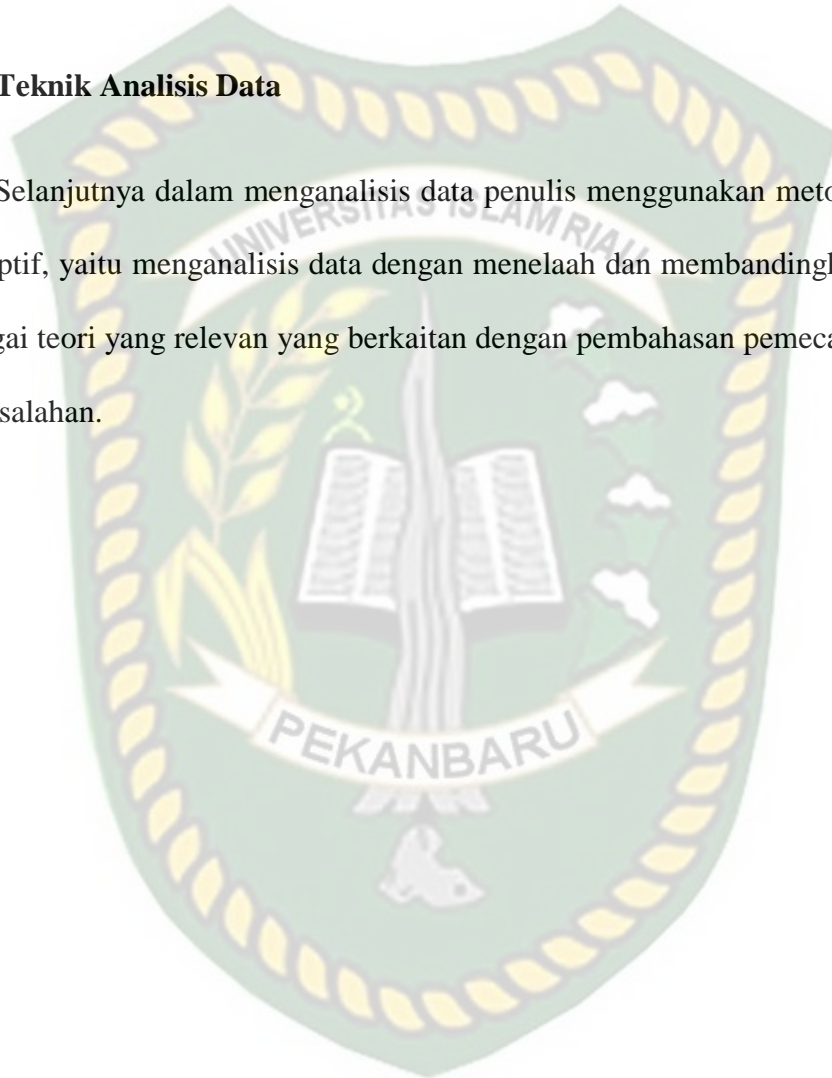 Teknik Analisis Data
Selanjutnya dalam menganalisis data penulis menggunakan meto
ptif, yaitu menganalisis data dengan menelaah dan membandingk
gai teori yang relevan yang berkaitan dengan pembahasan pemeca
salahan.
UNIVERSITAS ISLAM RIAU
PEKANBARU